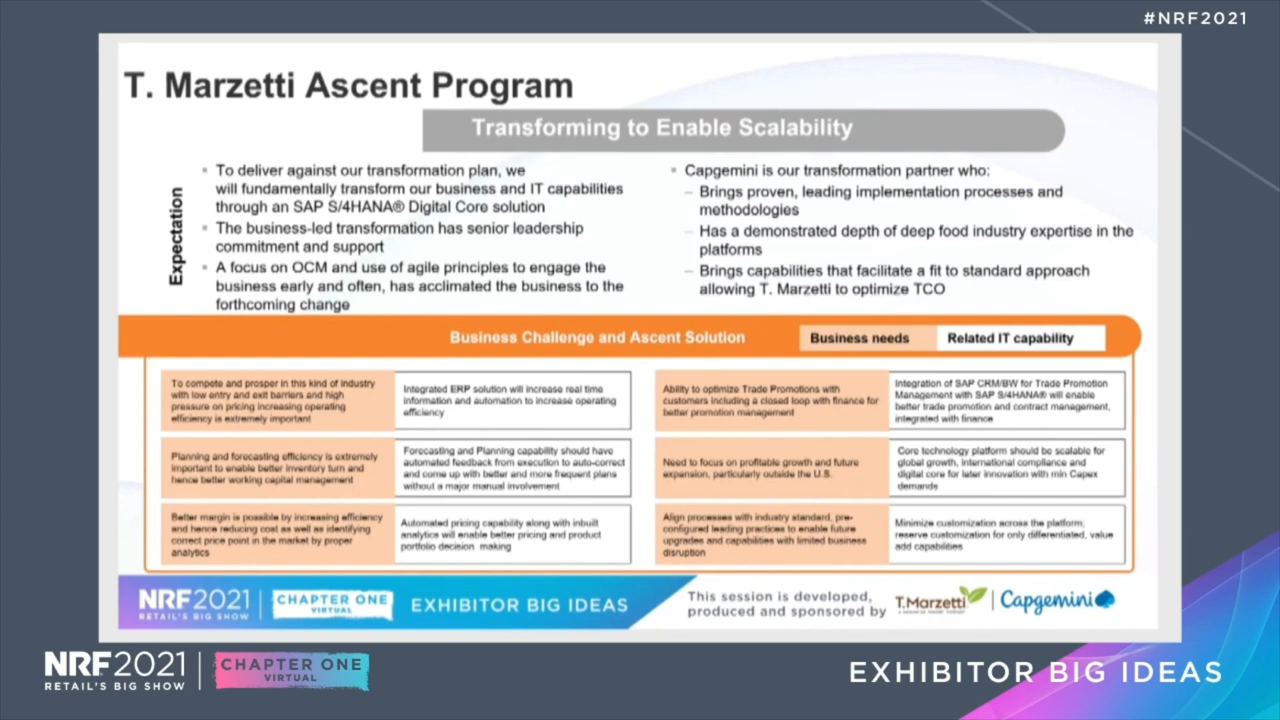 #NRF2021
T. Marzetti Ascent Program
Transforming to Enable Scalability
Expectation
▪ To deliver against our transformation plan, we
will fundamentally transform our business and IT capabilities
through an SAP S/4HANA® Digital Core solution
▪ The business-led transformation has senior leadership
commitment and support
▪ A focus on OCM and use of agile principles to engage the
business early and often, has acclimated the business to the
forthcoming change
▪ Capgemini is our transformation partner who:
– Brings proven, leading implementation processes and
methodologies
– Has a demonstrated depth of deep food industry expertise in the
platforms
– Brings capabilities that facilitate a fit to standard approach
allowing T. Marzetti to optimize TCO
Business Challenge and Ascent Solution
Business needs
Related IT capability
To compete and prosper in this kind of industry
with low entry and exit barriers and high
pressure on pricing increasing operating
efficiency is extremely important
Integrated ERP solution will increase real time
information and automation to increase operating
efficiency
Ability to optimize Trade Promotions with
customers including a closed loop with finance for
better promotion management
Integration of SAP CRM/BW for Trade Promotion
Management with SAP S/4HANA® will enable
better trade promotion and contract management,
integrated with finance
Planning and forecasting efficiency is extremely
important to enable better inventory turn and
hence better working capital management
Forecasting and Planning capability should have
automated feedback from execution to auto-correct
and come up with better and more frequent plans
without a major manual involvement
Need to focus on profitable growth and future
expansion, particularly outside the U.S.
Core technology platform should be scalable for
global growth, international compliance and
digital core for later innovation with min Capex
demands
Better margin is possible by increasing efficiency
and hence reducing cost as well as identifying
correct price point in the market by proper
analytics
Automated pricing capability along with inbuilt
analytics will enable better pricing and product
portfolio decision making
Align processes with industry standard, pre-
configured leading practices to enable future
upgrades and capabilities with limited business
disruption
Minimize customization across the platform;
reserve customization for only differentiated, value
add capabilities
NRF2021
RETAIL'S BIG SHOW
CHAPTER ONE
VIRTUAL
EXHIBITOR BIG IDEAS
This session is developed,
produced and sponsored by
T.Marzetti
Capgemini
NRF2021
RETAIL'S BIG SHOW
CHAPTER ONE
VIRTUAL
EXHIBITOR BIG IDEAS